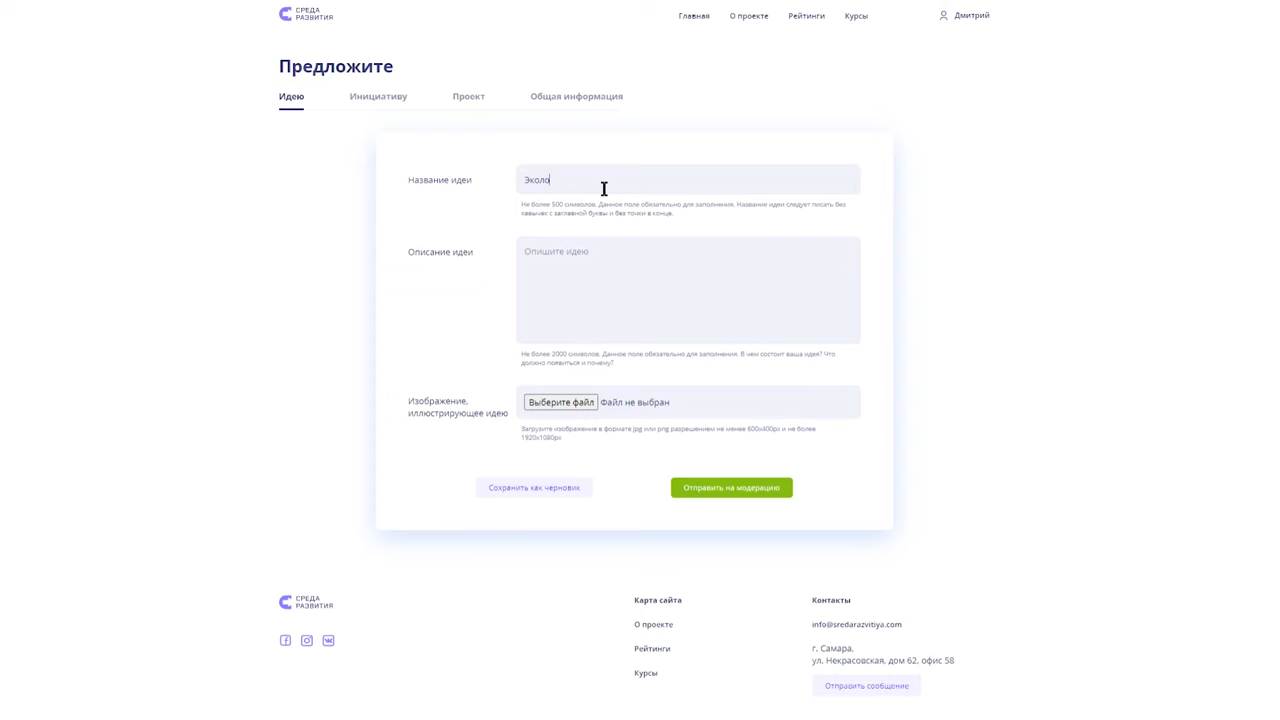 СРЕДА
РАЗВИТИЯ
Главная О проекте Рейтинги Курсы Дмитрий
Предложите
Идею Инициативу Проект Общая информация
Название идеи
Эколо
Не более 500 символов. Данное поле обязательно для заполнения. Название идеи следует писать без
кавычек с заглавной буквы и без точки в конце.
Описание идеи
Опишите идею
Не более 2000 символов. Данное поле обязательно для заполнения. В чем состоит ваша идея? Что
должно появиться и почему?
Изображение,
иллюстрирующее идею
Выберите файл Файл не выбран
Загрузите изображения в формате jpg или png разрешением не менее 600х400px и не более
1920х1080px
Сохранить как черновик Отправить на модерацию
СРЕДА
РАЗВИТИЯ
Карта сайта
О проекте
Рейтинги
Курсы
Контакты
info@sredarazvitiya.com
г. Самара,
ул. Некрасовская, дом 62, офис 58
Отправить сообщение